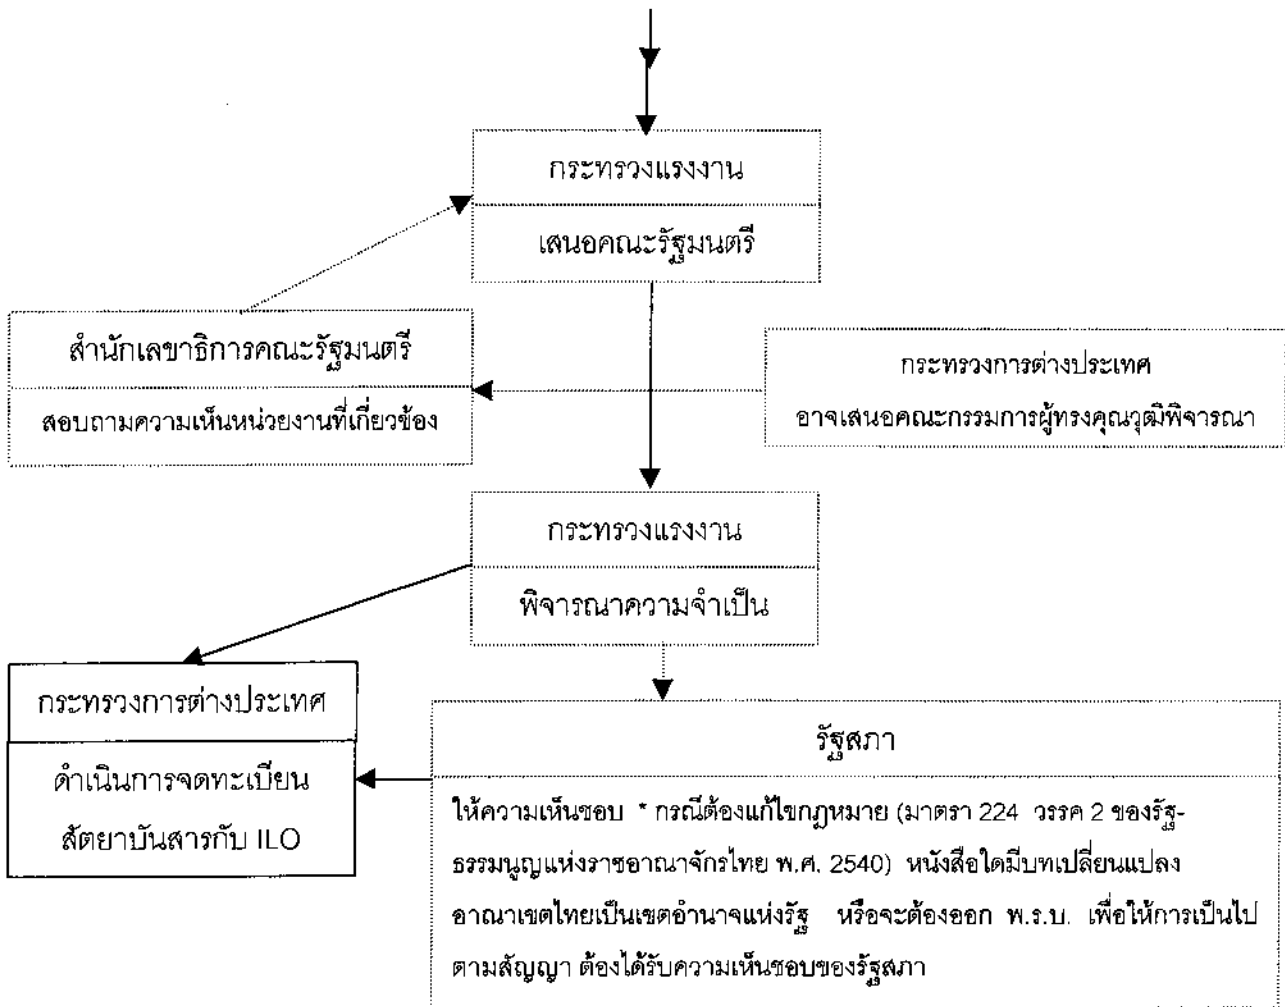 กระทรวงแรงงาน
เสนอคณะรัฐมนตรี
สำนักเลขาธิการคณะรัฐมนตรี
สอบถามความเห็นหน่วยงานที่เกี่ยวข้อง
กระทรวงการต่างประเทศ
อาจเสนอคณะกรรมการผู้ทรงคุณวุฒิพิจารณา
กระทรวงแรงงาน
พิจารณาความจำเป็น
กระทรวงการต่างประเทศ
ดำเนินการจดทะเบียน
สัตยาบันสารกับ ILO
รัฐสภา
ให้ความเห็นชอบ * กรณีต้องแก้ไขกฎหมาย (มาตรา 224 วรรค 2 ของรัฐ-
ธรรมนูญแห่งราชอาณาจักรไทย พ.ศ. 2540) หนังสือใดมีบทเปลี่ยนแปลง
อาณาเขตไทยเป็นเขตอำนาจแห่งรัฐ หรือจะต้องออก พ.ร.บ. เพื่อให้การเป็นไป
ตามสัญญา ต้องได้รับความเห็นชอบของรัฐสภา